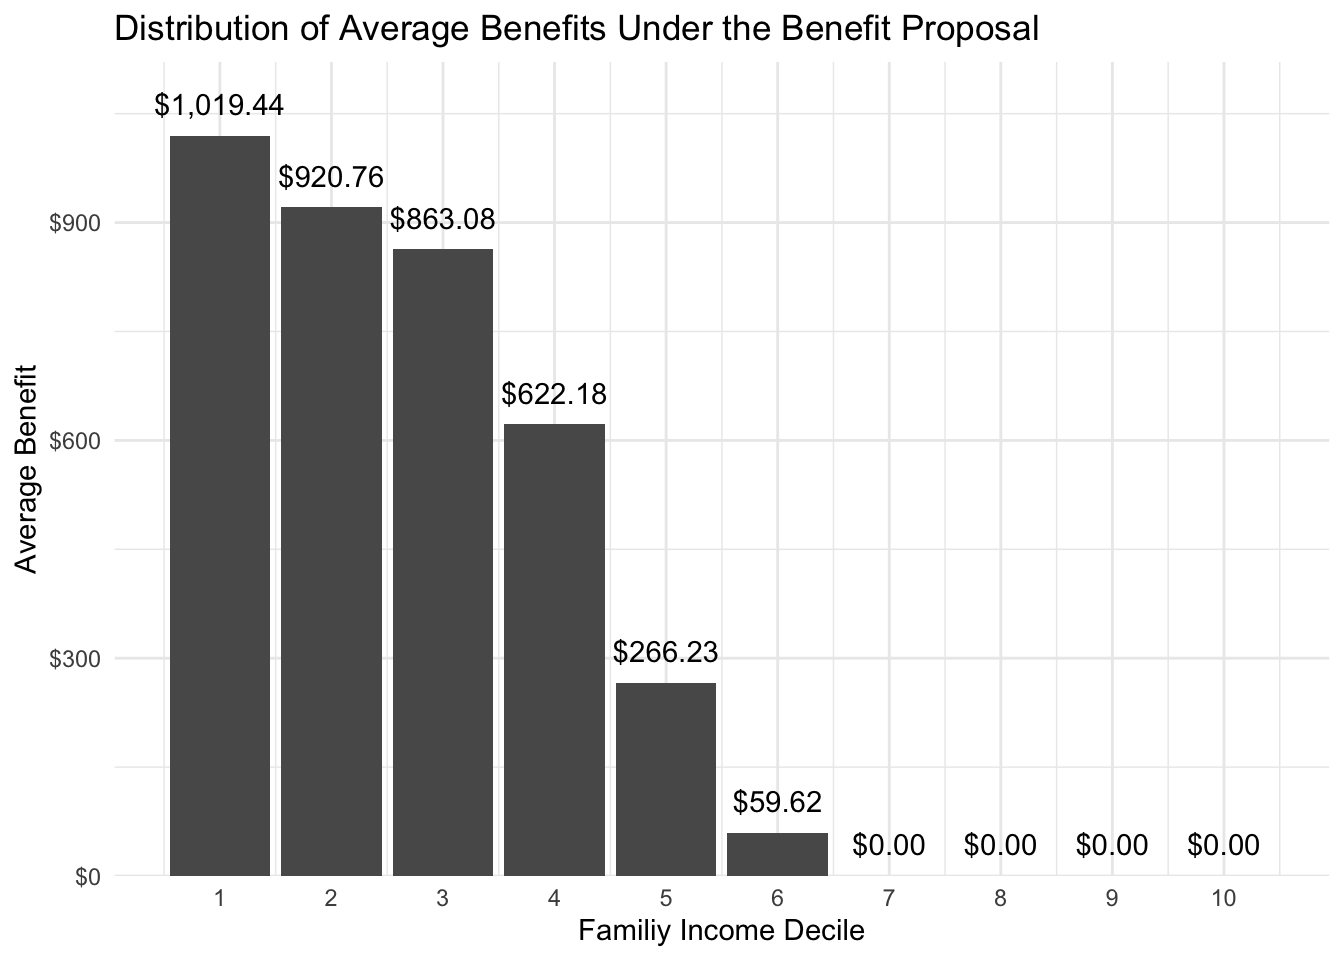 Distribution of Average Benefits Under the Benefit Proposal
$1,019.44
$920.76
$863.08
$622.18
$266.23
$59.62
$0.00 $0.00 $0.00 $0.00
Average Benefit
$900
$600
$300
$0
1 2 3 4 5 6 7 8 9 10
Familiy Income Decile